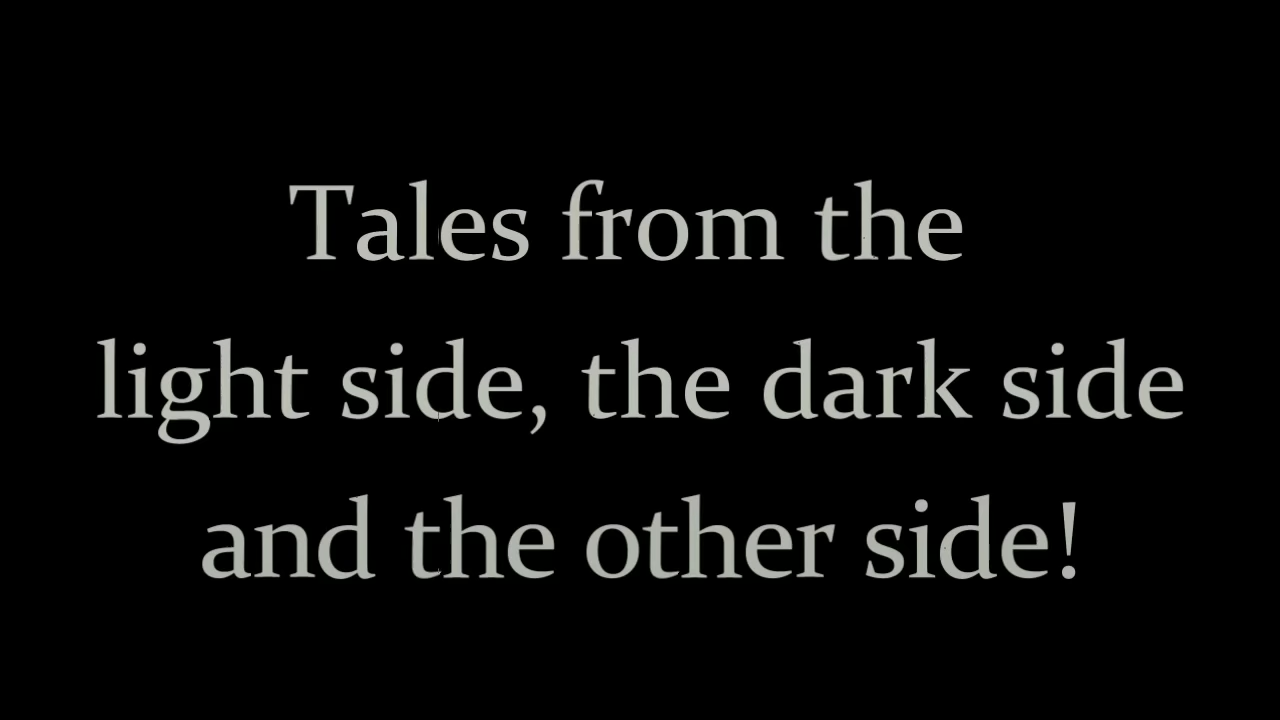 Tales from the
light side, the dark side
and the other side!